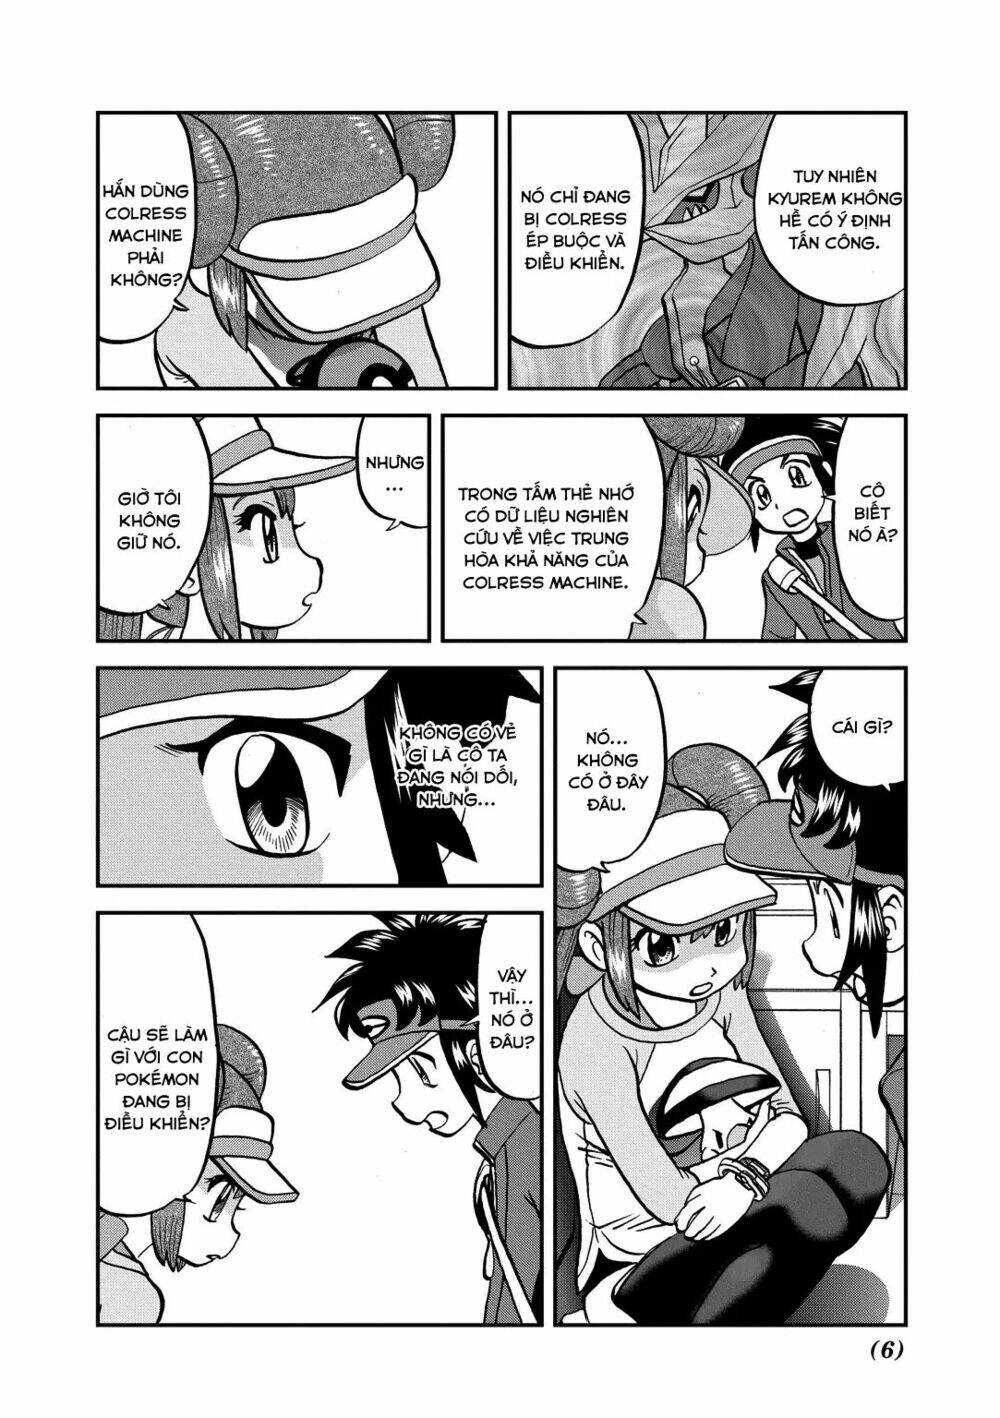 TUY NHIÊN
KYUREM KHÔNG
HỀ CÓ Ý ĐỊNH
TẤN CÔNG.
NÓ CHỈ ĐANG
BỊ COLRESS
ÉP BUỘC VÀ
ĐIỀU KHIỂN.
HẮN DÙNG
COLRESS
MACHINE
PHẢI
KHÔNG?
CÔ
BIẾT
NÓ À?
TRONG TẤM THẺ NHỚ
CÓ DỮ LIỆU NGHIÊN
CỨU VỀ VIỆC TRUNG
HÒA KHẢ NĂNG CỦA
COLRESS MACHINE.
NHƯNG
...
GIỜ TÔI
KHÔNG
GIỮ NÓ.
CÁI GÌ?
NÓ...
KHÔNG
CÓ Ở ĐÂY
ĐÂU.
KHÔNG CÓ VẺ
GÌ LÀ CÔ TA
ĐANG NÓI DỐI,
NHƯNG...
VẬY
THÌ...
NÓ Ở
ĐÂU?
CẬU SẼ LÀM
GÌ VỚI CON
POKÉMON
ĐANG BỊ
ĐIỀU KHIỂN?
(6)